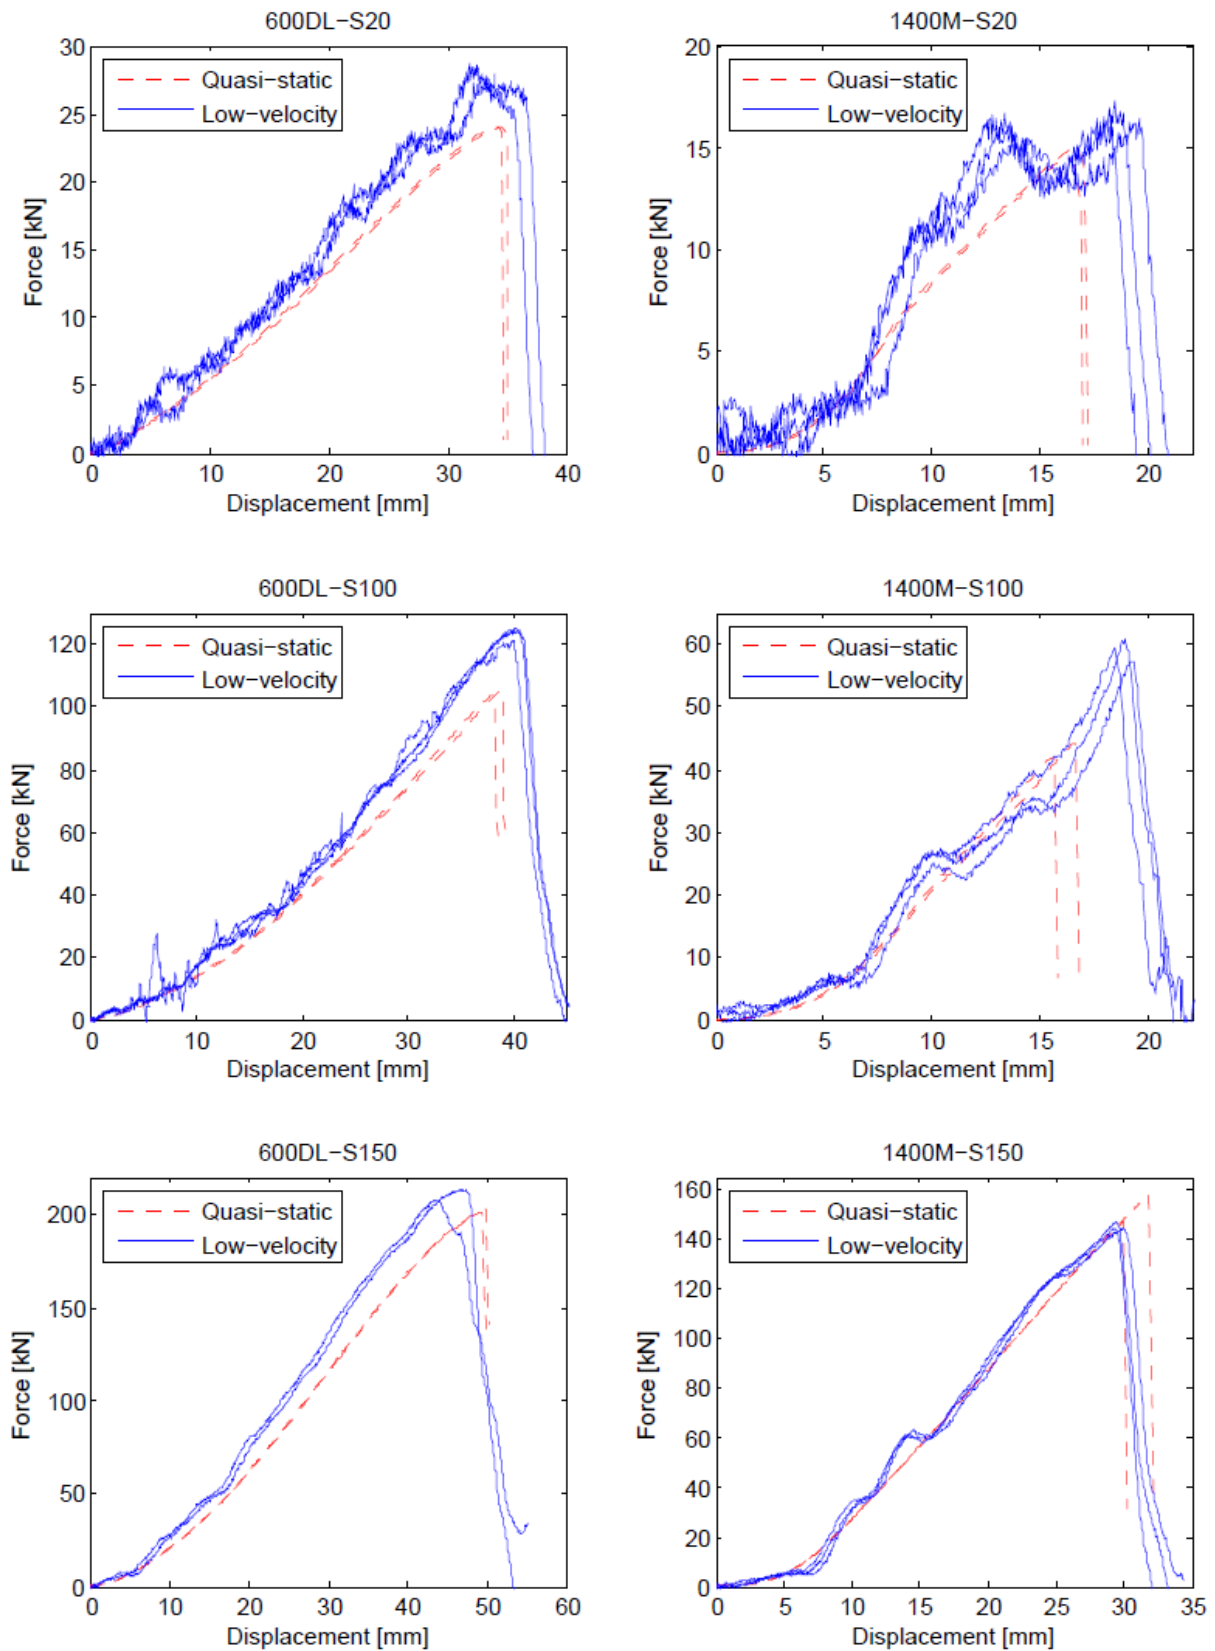 600DL−S20
30
25
20
15
10
5
0
Force [kN]
Quasi−static
Low−velocity
0 10 20 30 40
Displacement [mm]
1400M−S20
20
15
10
5
0
Force [kN]
Quasi−static
Low−velocity
0 5 10 15 20
Displacement [mm]
600DL−S100
120
100
80
60
40
20
0
Force [kN]
Quasi−static
Low−velocity
0 10 20 30 40
Displacement [mm]
1400M−S100
60
50
40
30
20
10
0
Force [kN]
Quasi−static
Low−velocity
0 5 10 15 20
Displacement [mm]
600DL−S150
200
150
100
50
0
Force [kN]
Quasi−static
Low−velocity
0 10 20 30 40 50 60
Displacement [mm]
1400M−S150
160
140
120
100
80
60
40
20
0
Force [kN]
Quasi−static
Low−velocity
0 5 10 15 20 25 30 35
Displacement [mm]